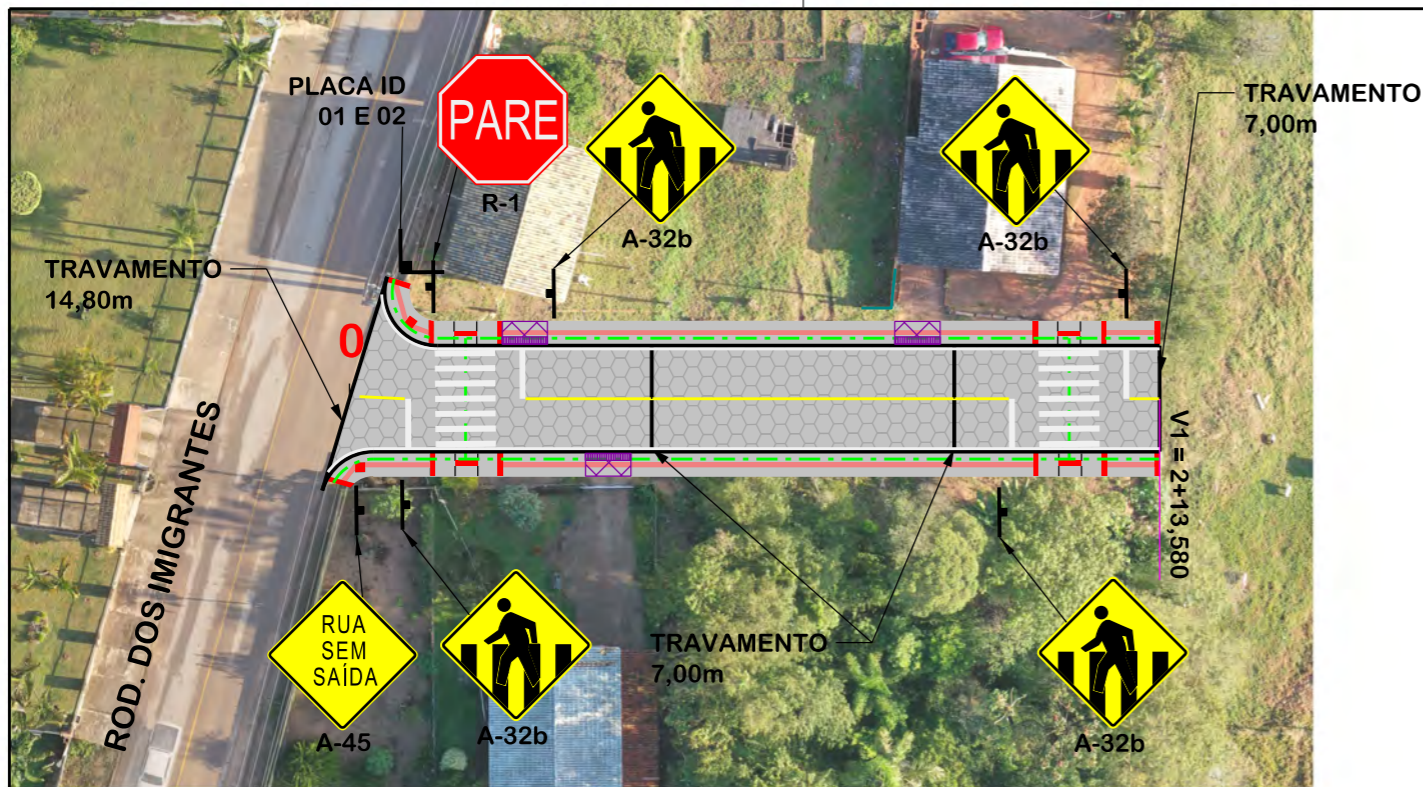 PLACA ID
01 E 02
PARE
R-1
A-32b
A-32b
TRAVAMENTO
7,00m
TRAVAMENTO
14,80m
0
ROD. DOS IMIGRANTES
V1 = 2+13,580
RUA
SEM
SAÍDA
A-45
A-32b
TRAVAMENTO
7,00m
A-32b